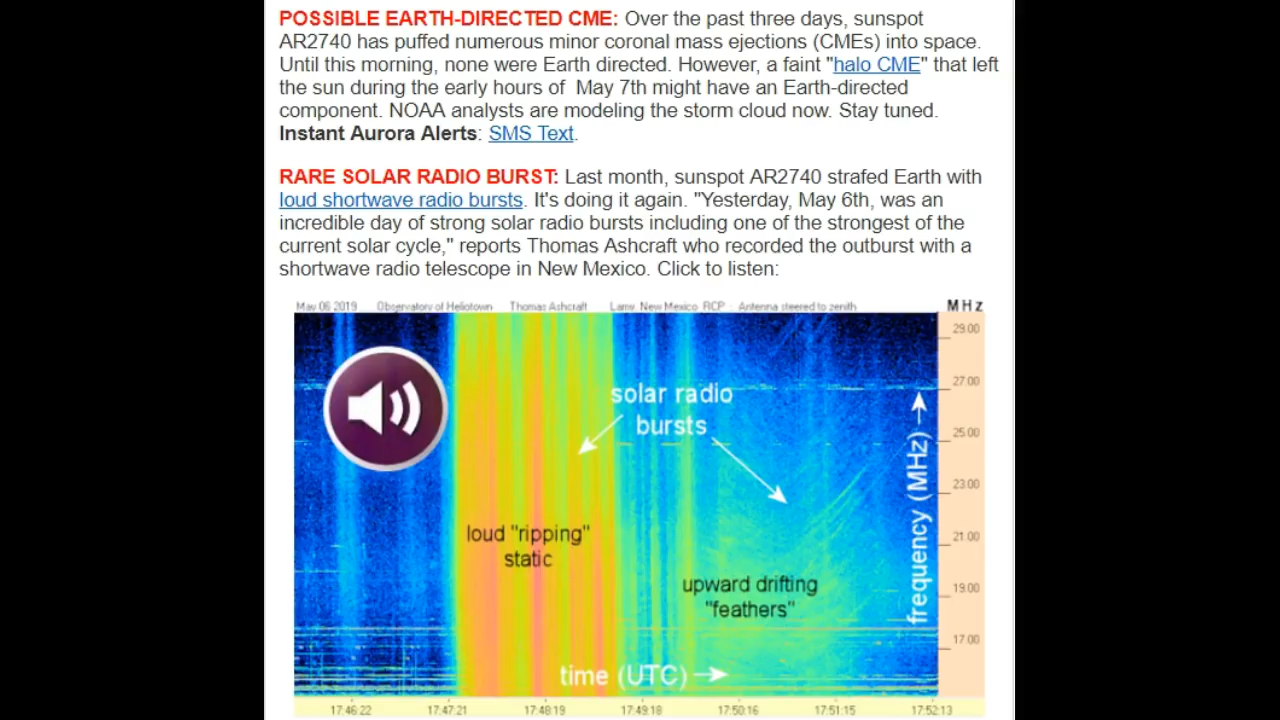 POSSIBLE EARTH-DIRECTED CME: Over the past three days, sunspot
AR2740 has puffed numerous minor coronal mass ejections (CMEs) into space.
Until this morning, none were Earth directed. However, a faint "halo CME" that left
the sun during the early hours of  May 7th might have an Earth-directed
component. NOAA analysts are modeling the storm cloud now. Stay tuned.
Instant Aurora Alerts: SMS Text.
RARE SOLAR RADIO BURST: Last month, sunspot AR2740 strafed Earth with
loud shortwave radio bursts. It's doing it again. "Yesterday, May 6th, was an
incredible day of strong solar radio bursts including one of the strongest of the
current solar cycle," reports Thomas Ashcraft who recorded the outburst with a
shortwave radio telescope in New Mexico. Click to listen:
May 06 2019 Observatory of Heliotown Thomas Ashcraft Lamy, New Mexico RCP - Antenna steered to zenith MHz
29.00
27.00
solar radio
bursts
25.00
23.00
loud "ripping"
static
21.00
upward drifting
"feathers"
19.00
frequency (MHz)
17.00
time (UTC)
17:46:22 17:47:21 17:48:19 17:49:18 17:50:16 17:51:15 17:52:13